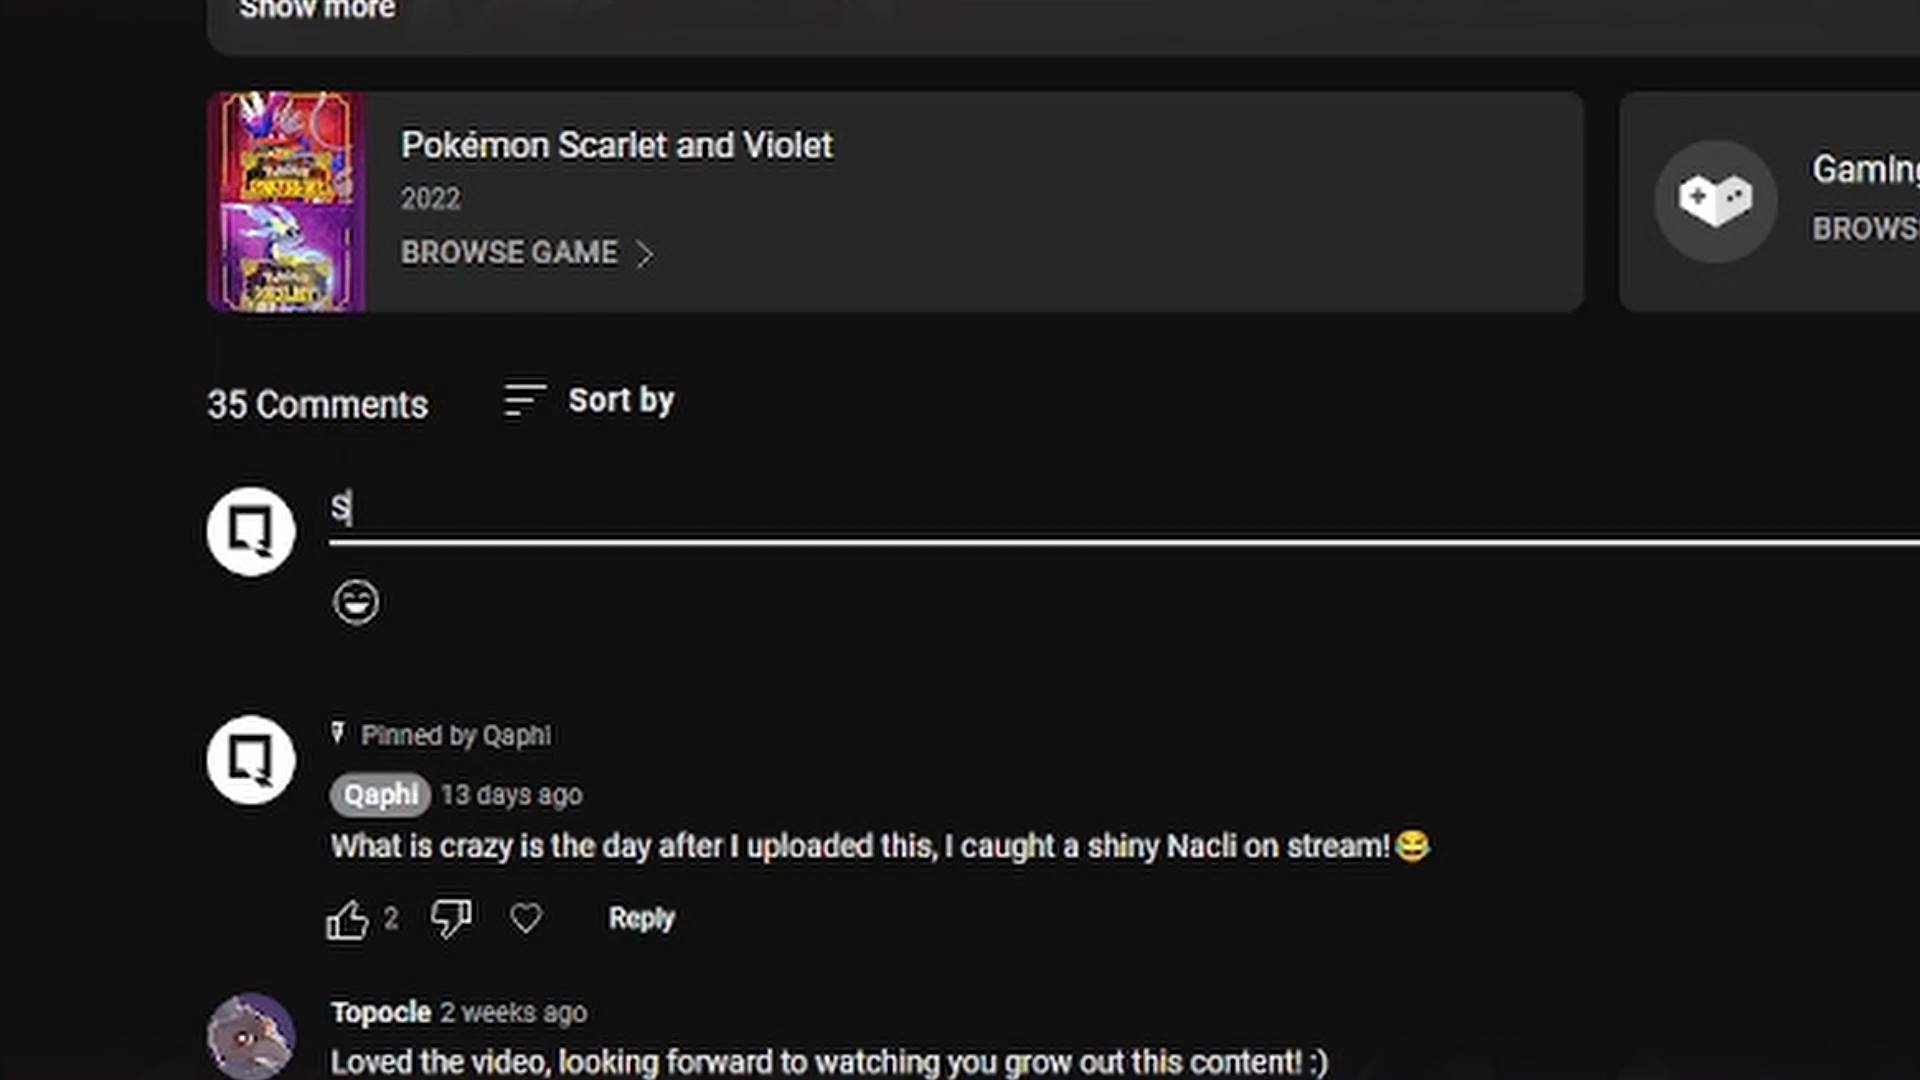 Show more
Pokémon Scarlet and Violet
2022
BROWSE GAME
Gaming
BROWSE
35 Comments
Sort by
S
Pinned by Qaphi
Qaphi 13 days ago
What is crazy is the day after I uploaded this, I caught a shiny Nacli on stream!😂
2
Reply
Topocle 2 weeks ago
Loved the video, looking forward to watching you grow out this content! :)